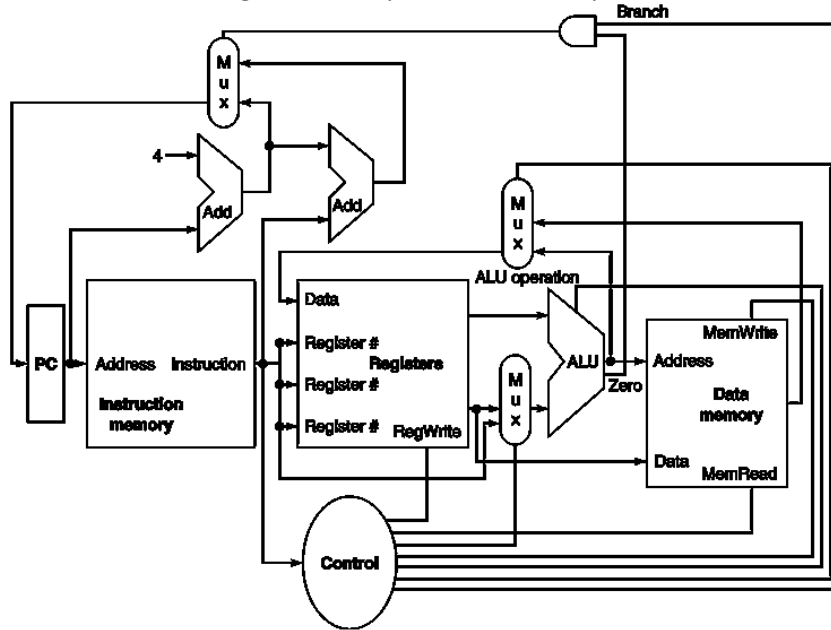 Branch
M
u
x
4
Add
Add
M
u
x
ALU operation
Data
Register #
Registers
Register #
Register #
RegWrite
PC
Address
Instruction
Instruction
memory
M
u
x
ALU
Zero
MemWrite
Address
Data
memory
Data
MemRead
Control